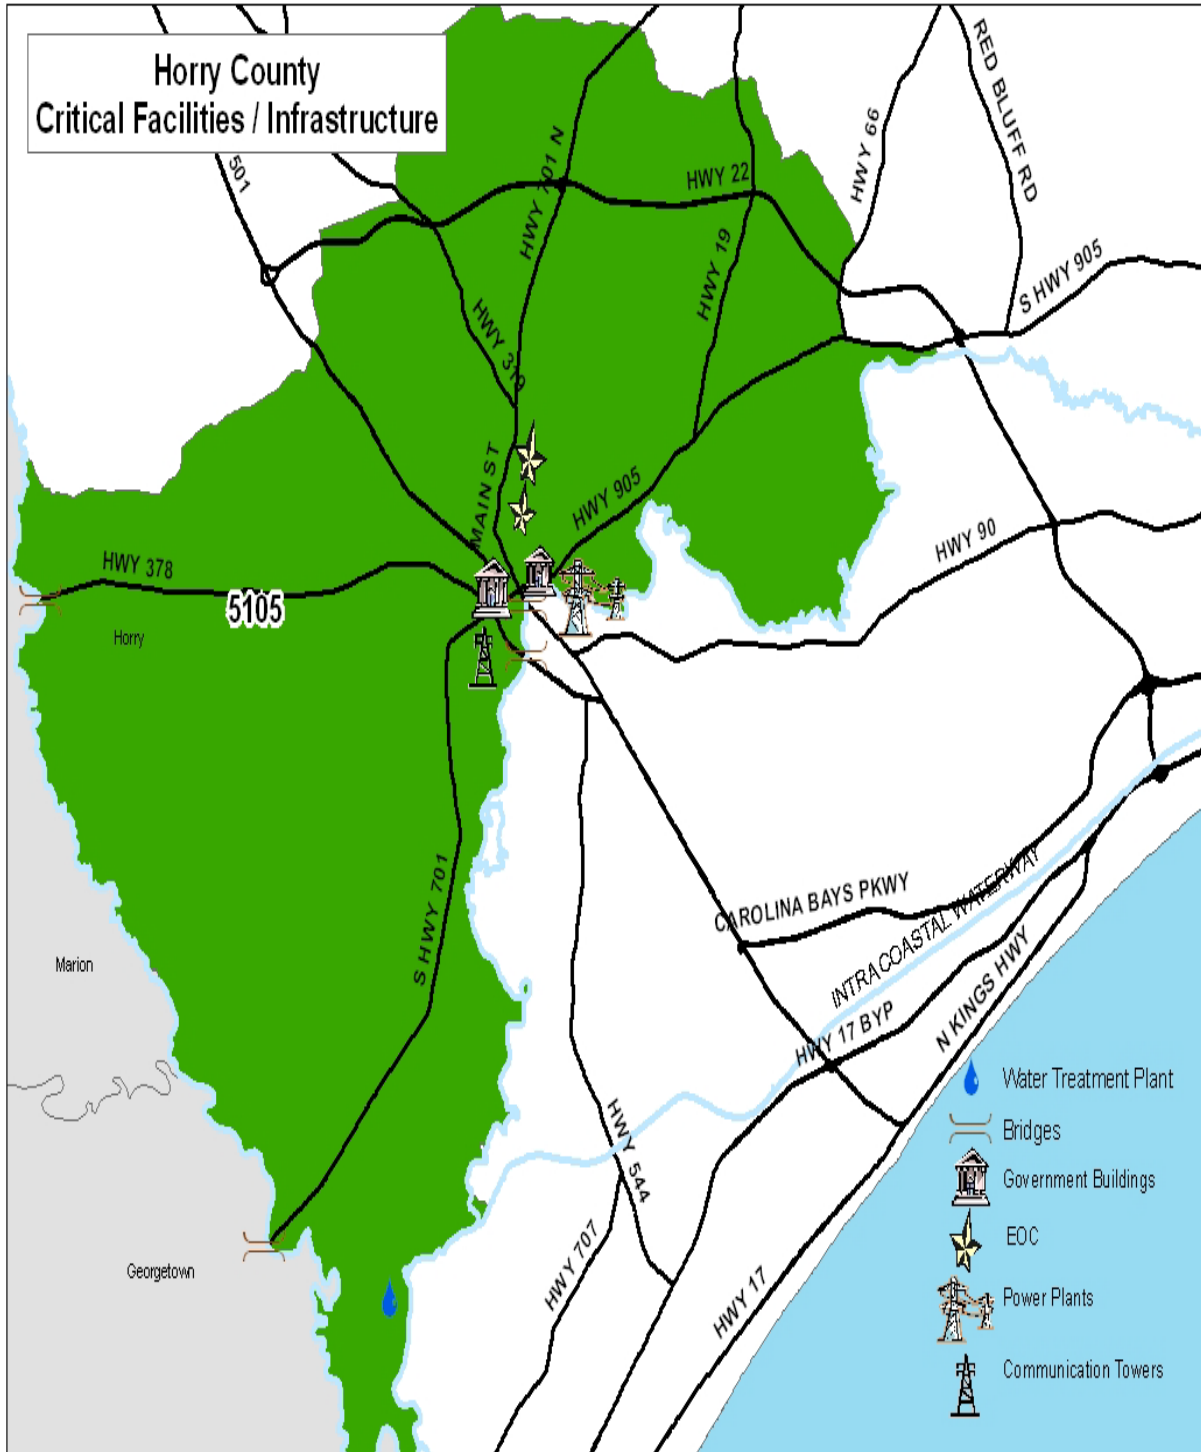 Horry County
Critical Facilities / Infrastructure
501
HWY 701 N
HWY 22
HWY 66
RED BLUFF RD
HWY 19
S HWY 905
HWY 319
MAIN ST
HWY 905
HWY 90
HWY 378
5105
Horry
S HWY 701
CAROLINA BAYS PKWY
INTRACOASTAL WATERWAY
Marion
HWY 17 BYP
N KINGS HWY
HWY 544
HWY 707
Georgetown
HWY 17
Water Treatment Plant
Bridges
Government Buildings
EOC
Power Plants
Communication Towers